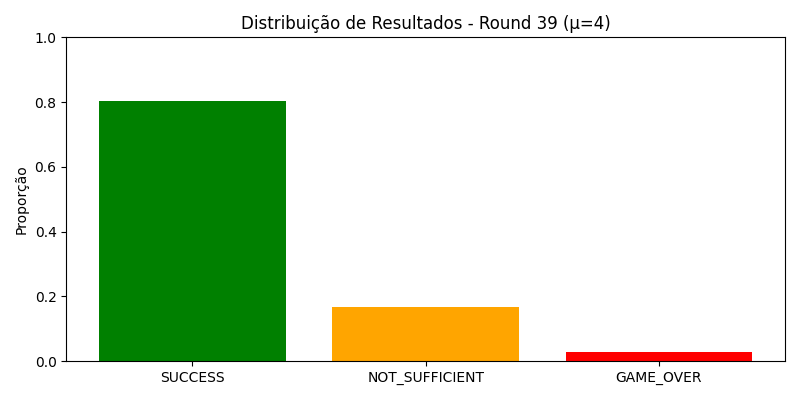 Distribuição de Resultados - Round 39 (μ=4)
Proporção
1.0
0.8
0.6
0.4
0.2
0.0
SUCCESS
NOT_SUFFICIENT
GAME_OVER